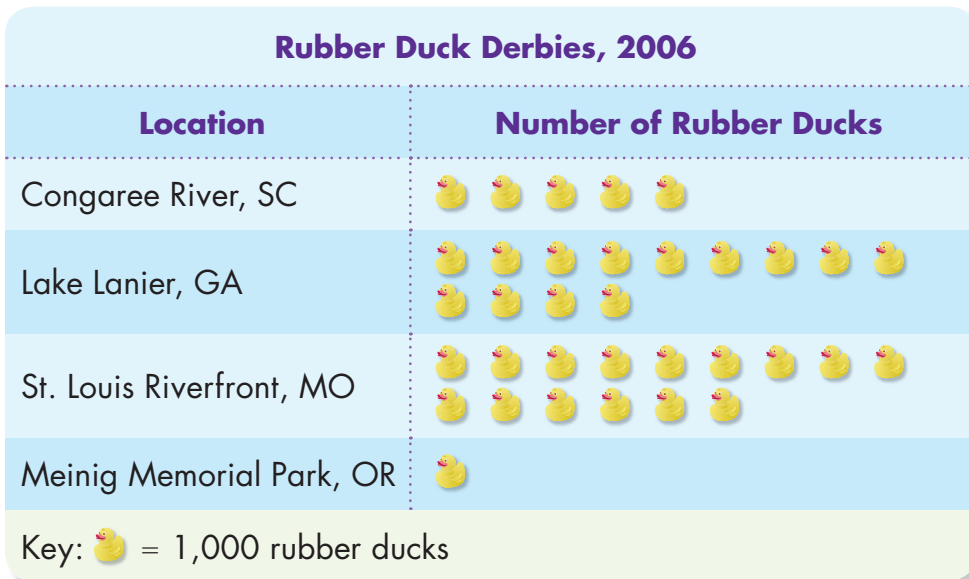 Rubber Duck Derbies, 2006
Location Number of Rubber Ducks
Congaree River, SC
Lake Lanier, GA
St. Louis Riverfront, MO
Meinig Memorial Park, OR
Key: = 1,000 rubber ducks